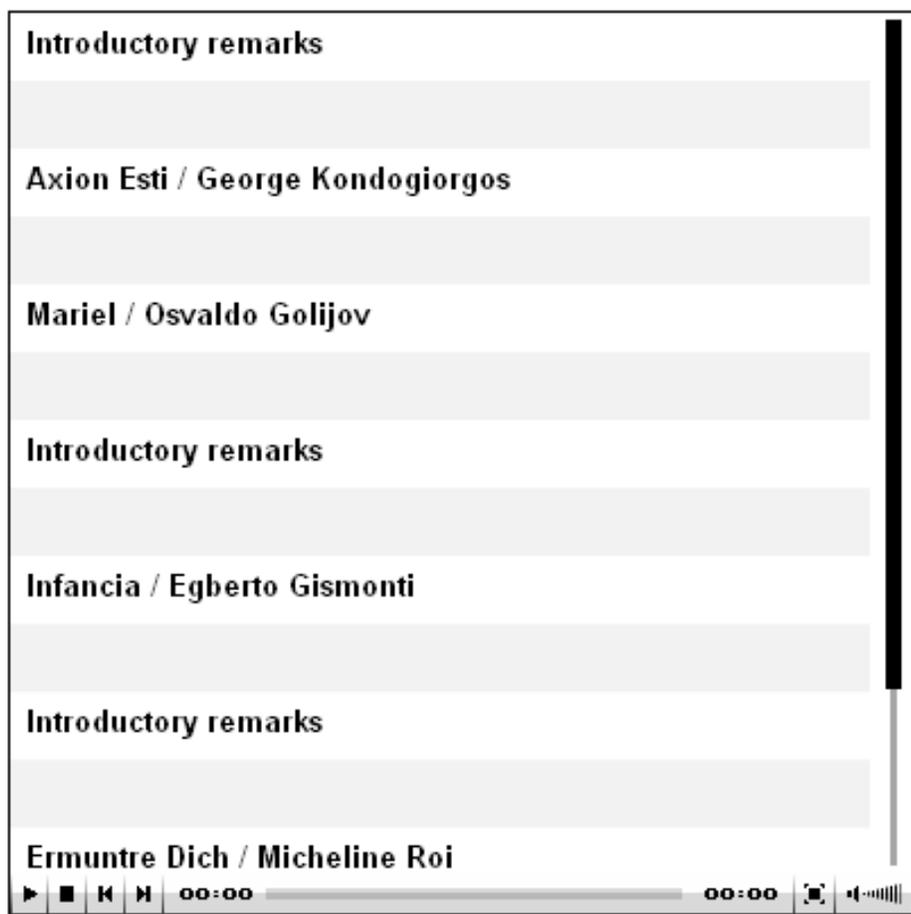 Introductory remarks
Axion Esti / George Kondogiorgos
Mariel / Osvaldo Golijov
Introductory remarks
Infancia / Egberto Gismonti
Introductory remarks
Ermuntre Dich / Micheline Roi
00:00 00:00